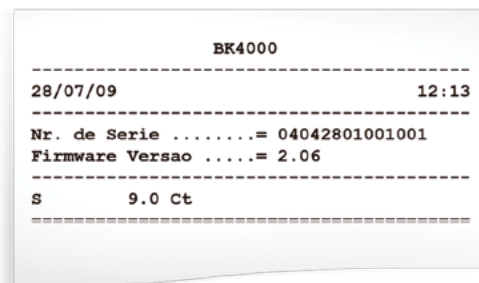 BK4000
--------------------------------------------
28/07/09 12:13
--------------------------------------------
Nr. de Serie ........= 04042801001001
Firmware Versao .....= 2.06
--------------------------------------------
S 9.0 Ct
============================================